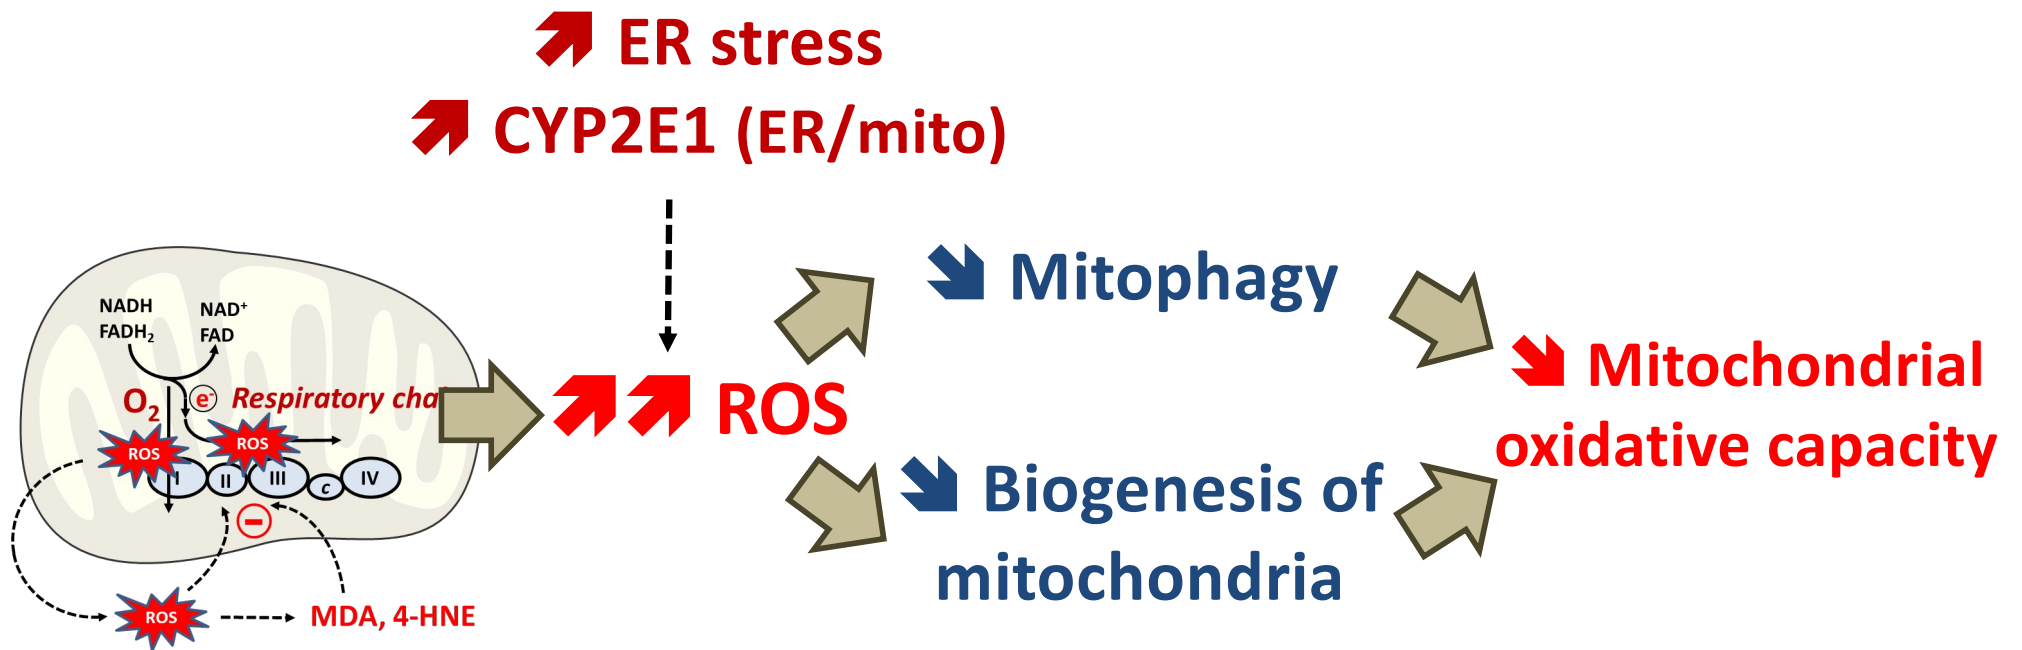 ER stress
CYP2E1 (ER/mito)
Mitophagy
NADH
FADH₂
NAD⁺
FAD
O₂
e⁻
Respiratory cha
ROS
ROS
I
II
III
c
IV
ROS
MDA, 4-HNE
ROS
Biogenesis of
mitochondria
Mitochondrial
oxidative capacity